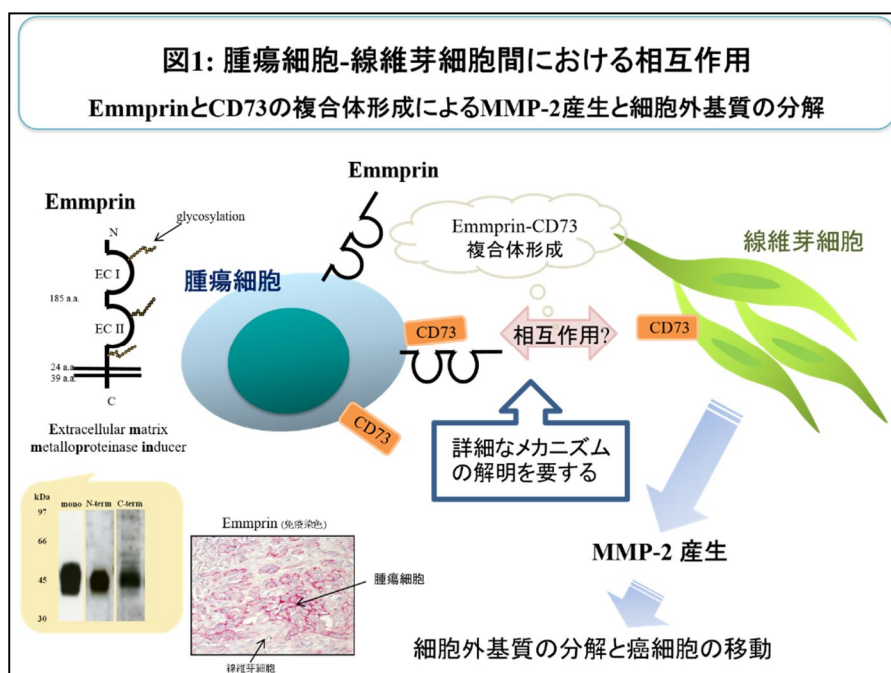 図1: 腫瘍細胞-線維芽細胞間における相互作用
EmmprinとCD73の複合体形成によるMMP-2産生と細胞外基質の分解
Emmprin
glycosylation
N
EC I
185 a.a.
EC II
24 a.a.
39 a.a.
C
Extracellular matrix
metalloproteinase inducer
Emmprin
腫瘍細胞
Emmprin-CD73
複合体形成
線維芽細胞
CD73
相互作用?
CD73
CD73
詳細なメカニズム
の解明を要する
MMP-2 産生
細胞外基質の分解と癌細胞の移動
kDa
mono N-term C-term
97
66
45
30
Emmprin (免疫染色)
腫瘍細胞
線維芽細胞